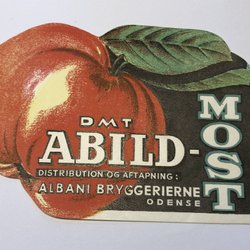 DMT
ABILD-
MOST
DISTRIBUTION OG AFTAPNING:
ALBANI BRYGGERIERNE
ODENSE